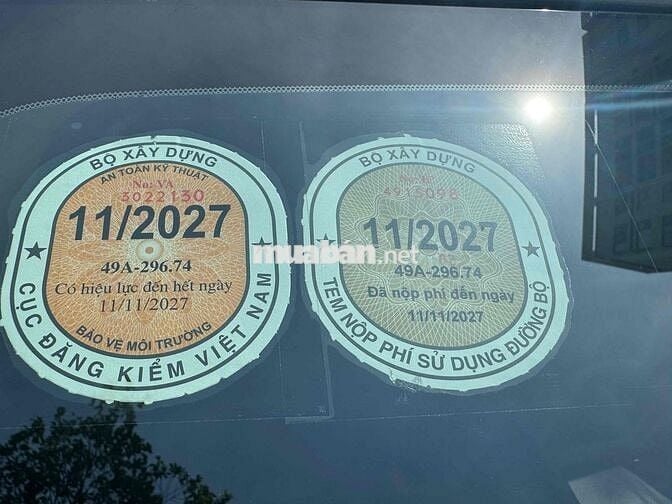 BỘ XÂY DỰNG
AN TOÀN KỸ THUẬT
No: VA
3022130
11/2027
49A-296.74
Có hiệu lực đến hết ngày
11/11/2027
BẢO VỆ MÔI TRƯỜNG
CỤC ĐĂNG KIỂM VIỆT NAM
BỘ XÂY DỰNG
4915098
11/2027
49A-296.74
Đã nộp phí đến ngày
11/11/2027
TEM NỘP PHÍ SỬ DỤNG ĐƯỜNG BỘ
muaban.net